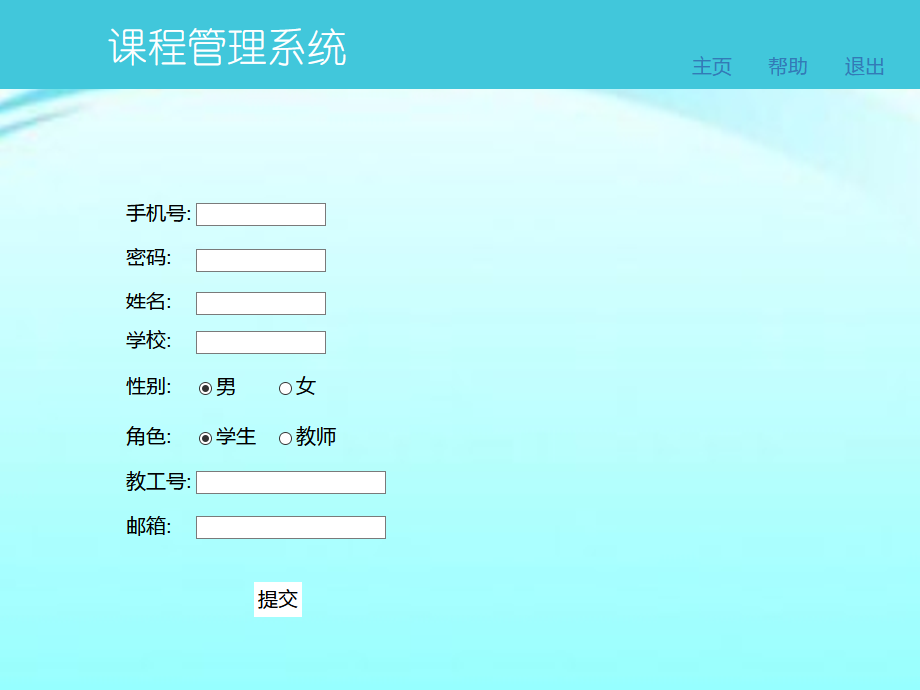 课程管理系统
主页 帮助 退出
手机号:
密码:
姓名:
学校:
性别: 男 女
角色: 学生 教师
教工号:
邮箱:
提交